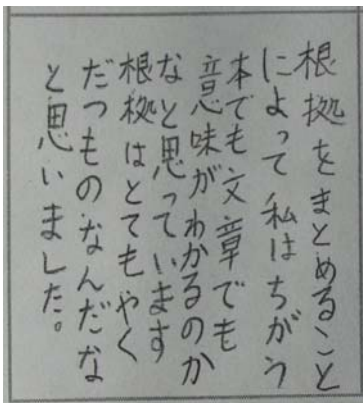 根拠をまとめること
によって私はちがう
本でも文章でも
意味がわかるのか
なと思っています
根拠はとてもやく
だつものなんだな
と思いました。